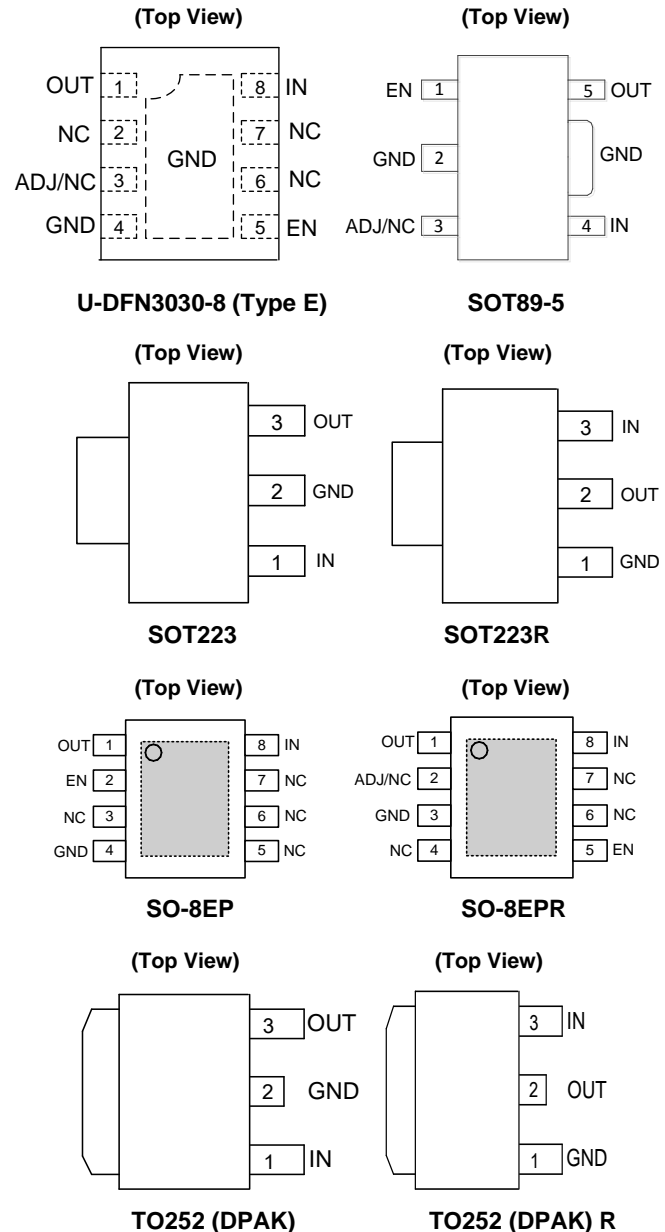 (Top View)
OUT 1 8 IN
NC 2 7 NC
GND
ADJ/NC 3 6 NC
GND 4 5 EN
U-DFN3030-8 (Type E)
(Top View)
EN 1 5 OUT
GND 2 GND
ADJ/NC 3 4 IN
SOT89-5
(Top View)
3 OUT
2 GND
1 IN
SOT223
(Top View)
3 IN
2 OUT
1 GND
SOT223R
(Top View)
OUT 1 8 IN
EN 2 7 NC
NC 3 6 NC
GND 4 5 NC
SO-8EP
(Top View)
OUT 1 8 IN
ADJ/NC 2 7 NC
GND 3 6 NC
NC 4 5 EN
SO-8EPR
(Top View)
3 OUT
2 GND
1 IN
TO252 (DPAK)
(Top View)
3 IN
2 OUT
1 GND
TO252 (DPAK) R